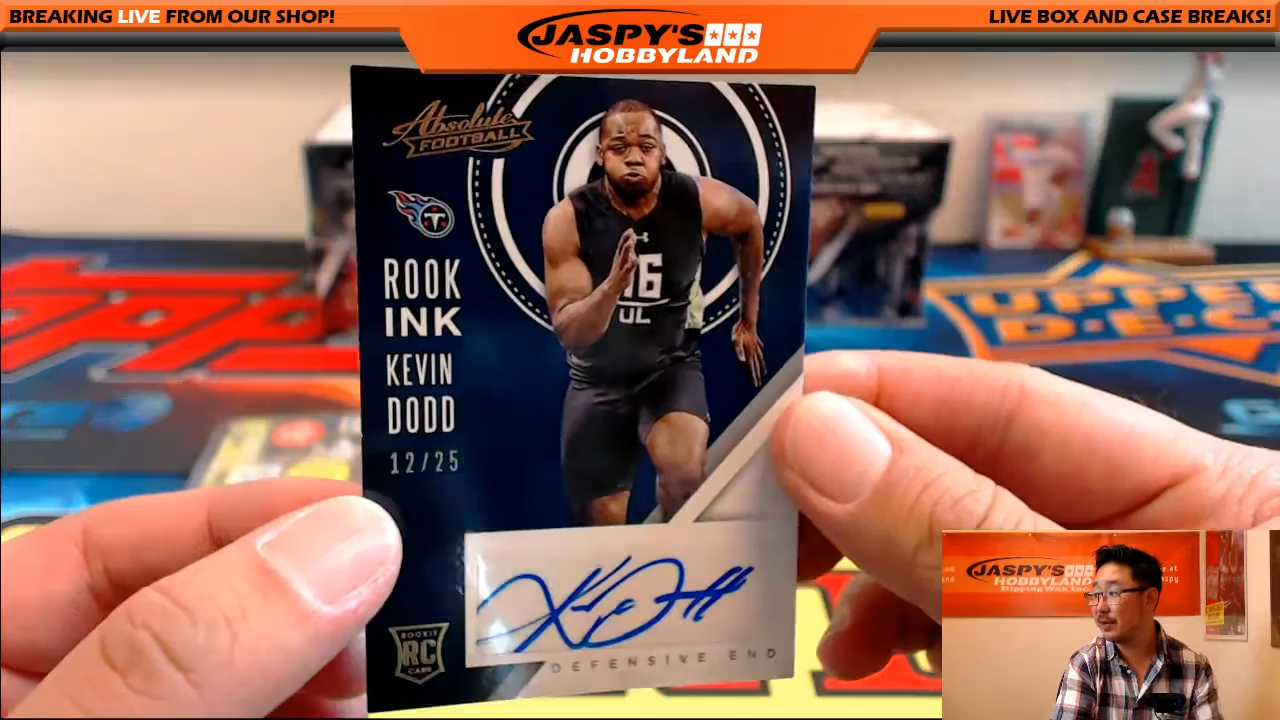 BREAKING LIVE FROM OUR SHOP!
JASPY'S
HOBBYLAND
LIVE BOX AND CASE BREAKS!
Absolute
FOOTBALL
T
ROOK
INK
KEVIN
DODD
12/25
16
ROOKIE
RC
CARD
DEFENSIVE END
UPPER
D·E·C
JASPY'S
HOBBYLAND
Ripping Wax Inc